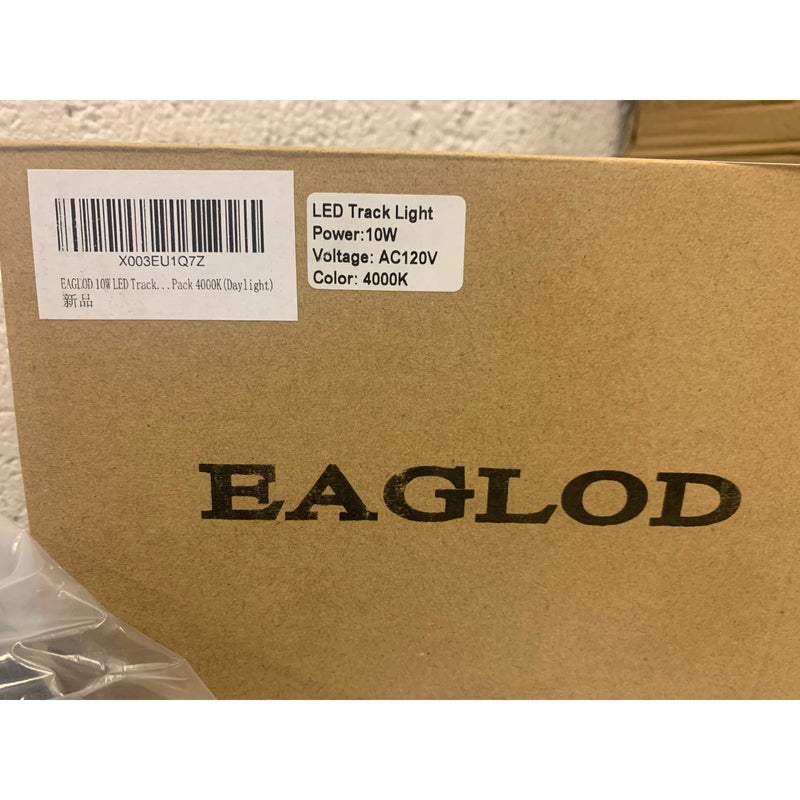 X003EU1Q7Z
EAGLOD 10W LED Track...Pack 4000K(Daylight)
新品
LED Track Light
Power:10W
Voltage: AC120V
Color: 4000K
EAGLOD